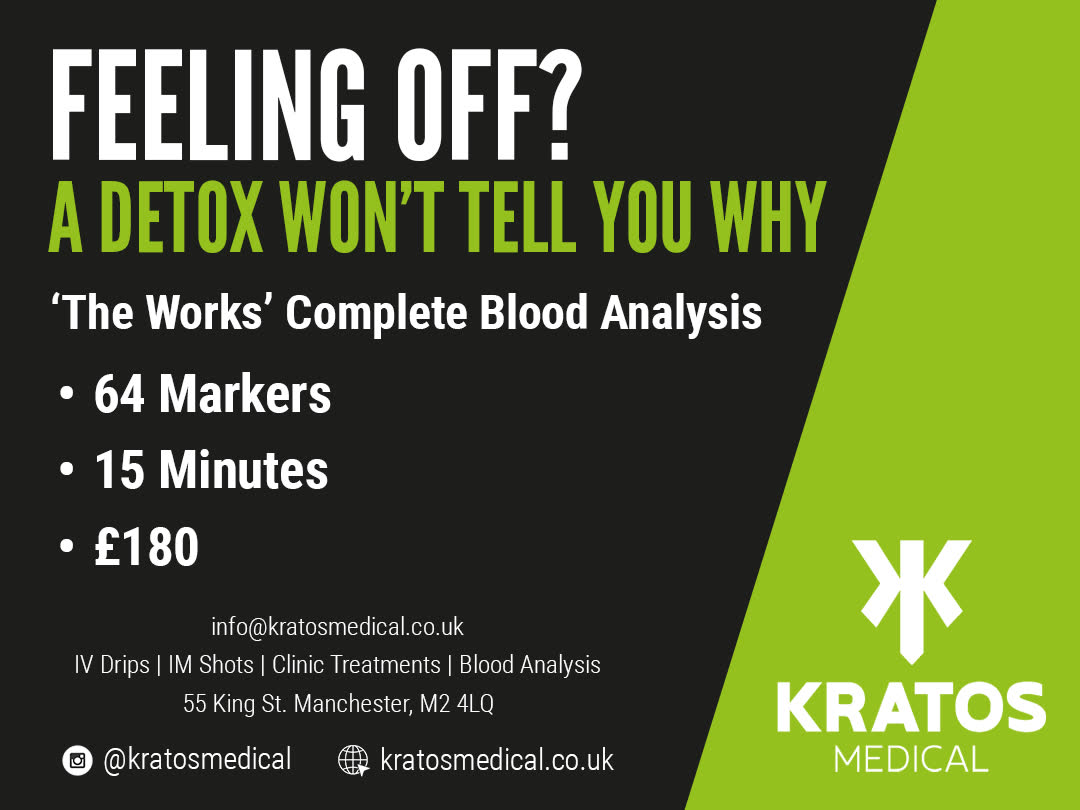 FEELING OFF?
A DETOX WON'T TELL YOU WHY
‘The Works’ Complete Blood Analysis
• 64 Markers
• 15 Minutes
• £180
info@kratosmedical.co.uk
IV Drips | IM Shots | Clinic Treatments | Blood Analysis
55 King St. Manchester, M2 4LQ
@kratosmedical
kratosmedical.co.uk
KRATOS
MEDICAL